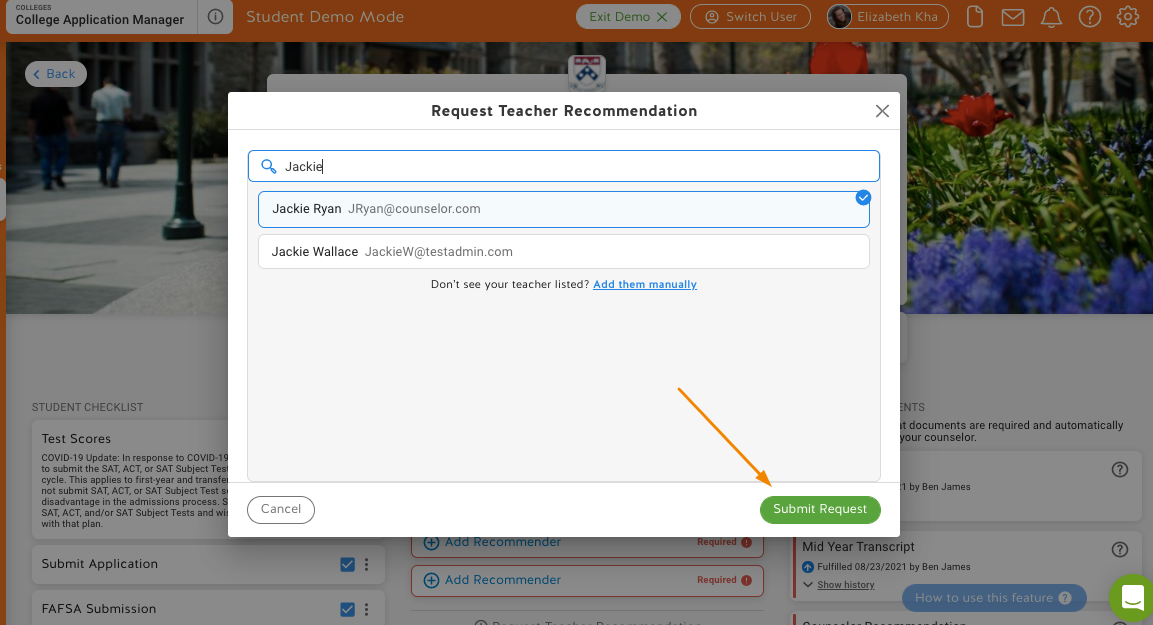 COLLEGES
College Application Manager
Student Demo Mode
Exit Demo
Switch User
Elizabeth Kha
Back
Request Teacher Recommendation
Jackie
Jackie Ryan JRyan@counselor.com
Jackie Wallace JackieW@testadmin.com
Don't see your teacher listed? Add them manually
Cancel
Submit Request
STUDENT CHECKLIST
Test Scores
COVID-19 Update: In response to COVID-19
to submit the SAT, ACT, or SAT Subject Test
cycle. This applies to first-year and transfer
not submit SAT, ACT, or SAT Subject Test s
disadvantage in the admissions process. S
SAT, ACT, and/or SAT Subject Tests and wi
with that plan.
Submit Application
FAFSA Submission
Add Recommender Required
Add Recommender Required
Request Teacher Recommendation
ENTS
at documents are required and automatically
your counselor.
1 by Ben James
Mid Year Transcript
Fulfilled 08/23/2021 by Ben James
Show history
How to use this feature
Counselor Recommendation